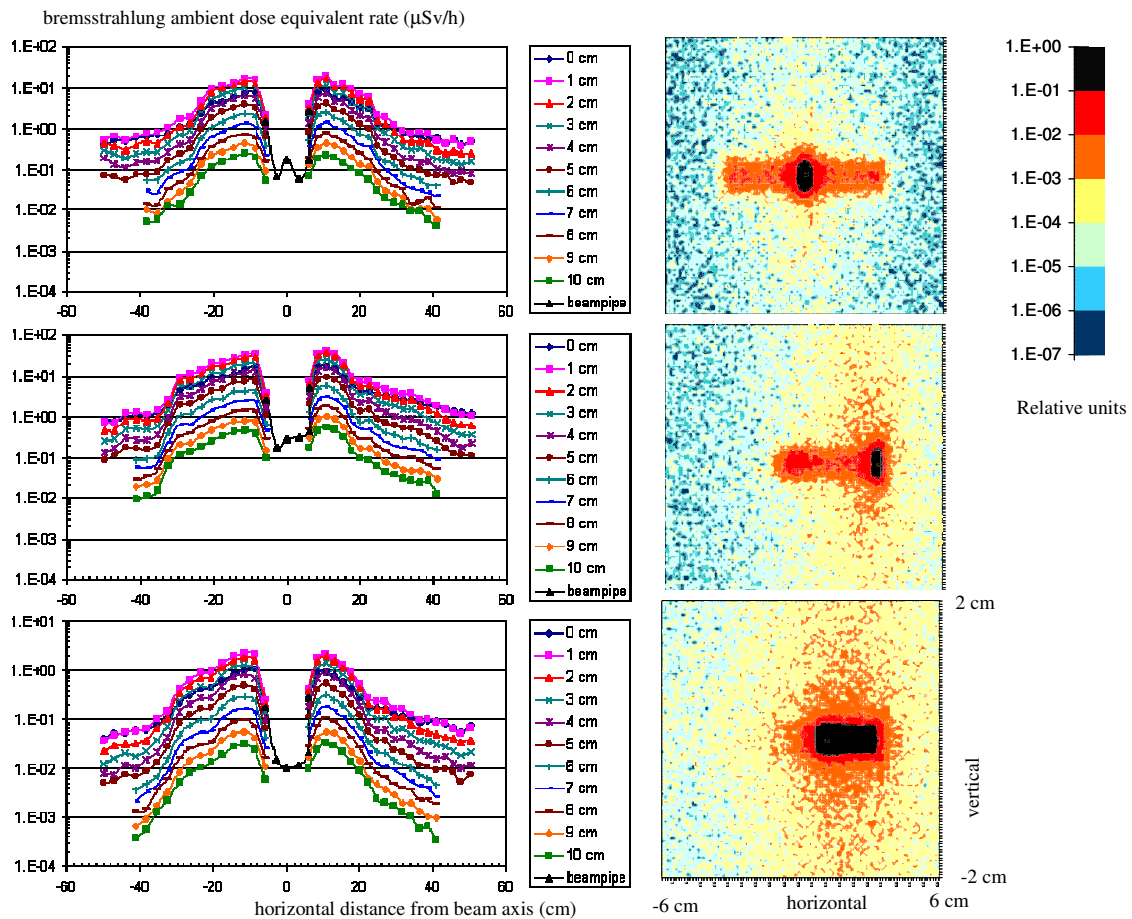 bremsstrahlung ambient dose equivalent rate (µSv/h)
1.E+02
1.E+01
1.E+00
1.E-01
1.E-02
1.E-03
1.E-04
-60
-40
-20
0
20
40
60
0 cm
1 cm
2 cm
3 cm
4 cm
5 cm
6 cm
7 cm
8 cm
9 cm
10 cm
beampipe
1.E+00
1.E-01
1.E-02
1.E-03
1.E-04
1.E-05
1.E-06
1.E-07
Relative units
1.E+02
1.E+01
1.E+00
1.E-01
1.E-02
1.E-03
1.E-04
-60
-40
-20
0
20
40
60
0 cm
1 cm
2 cm
3 cm
4 cm
5 cm
6 cm
7 cm
8 cm
9 cm
10 cm
beampipe
1.E+01
1.E+00
1.E-01
1.E-02
1.E-03
1.E-04
-60
-40
-20
0
20
40
60
horizontal distance from beam axis (cm)
0 cm
1 cm
2 cm
3 cm
4 cm
5 cm
6 cm
7 cm
8 cm
9 cm
10 cm
beampipe
2 cm
vertical
-2 cm
-6 cm
horizontal
6 cm